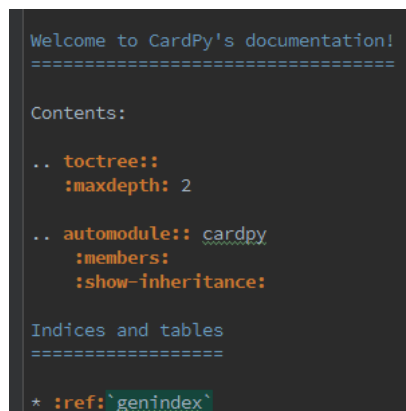 Welcome to CardPy's documentation!
==================================
Contents:
.. toctree::
   :maxdepth: 2
.. automodule:: cardpy
    :members:
    :show-inheritance:
Indices and tables
==================
* :ref:`genindex`